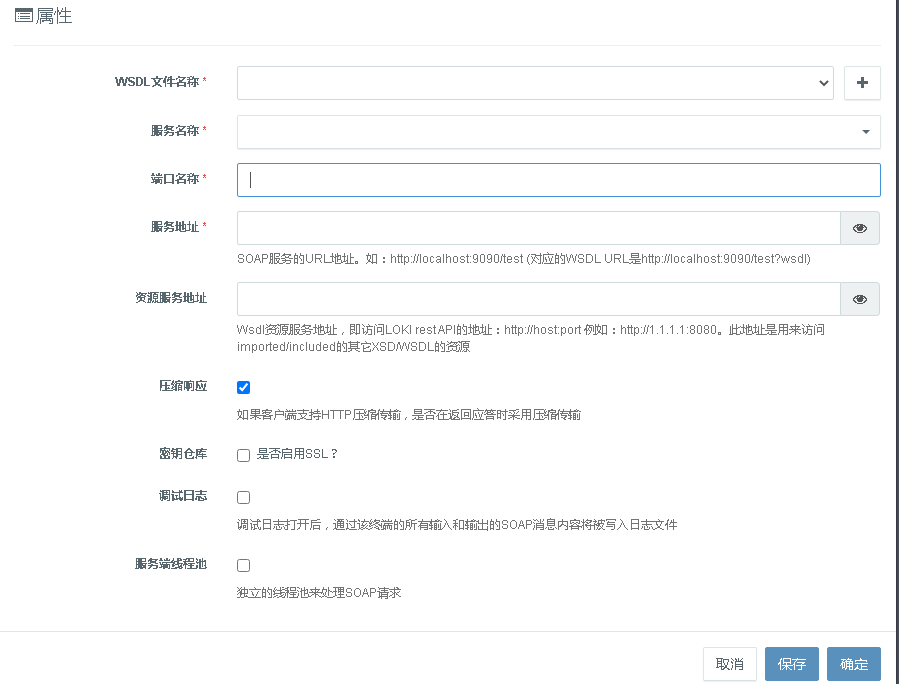 属性
WSDL文件名称 *
服务名称 *
端口名称 *
服务地址 *
SOAP服务的URL地址。如：http://localhost:9090/test (对应的WSDL URL是http://localhost:9090/test?wsdl)
资源服务地址
Wsdl资源服务地址，即访问LOKI rest API的地址：http://host:port 例如：http://1.1.1.1:8080。此地址是用来访问
imported/included的其它XSD/WSDL的资源
压缩响应
如果客户端支持HTTP压缩传输，是否在返回应答时采用压缩传输
密钥仓库 是否启用SSL？
调试日志
调试日志打开后，通过该终端的所有输入和输出的SOAP消息内容将被写入日志文件
服务端线程池
独立的线程池来处理SOAP请求
取消 保存 确定